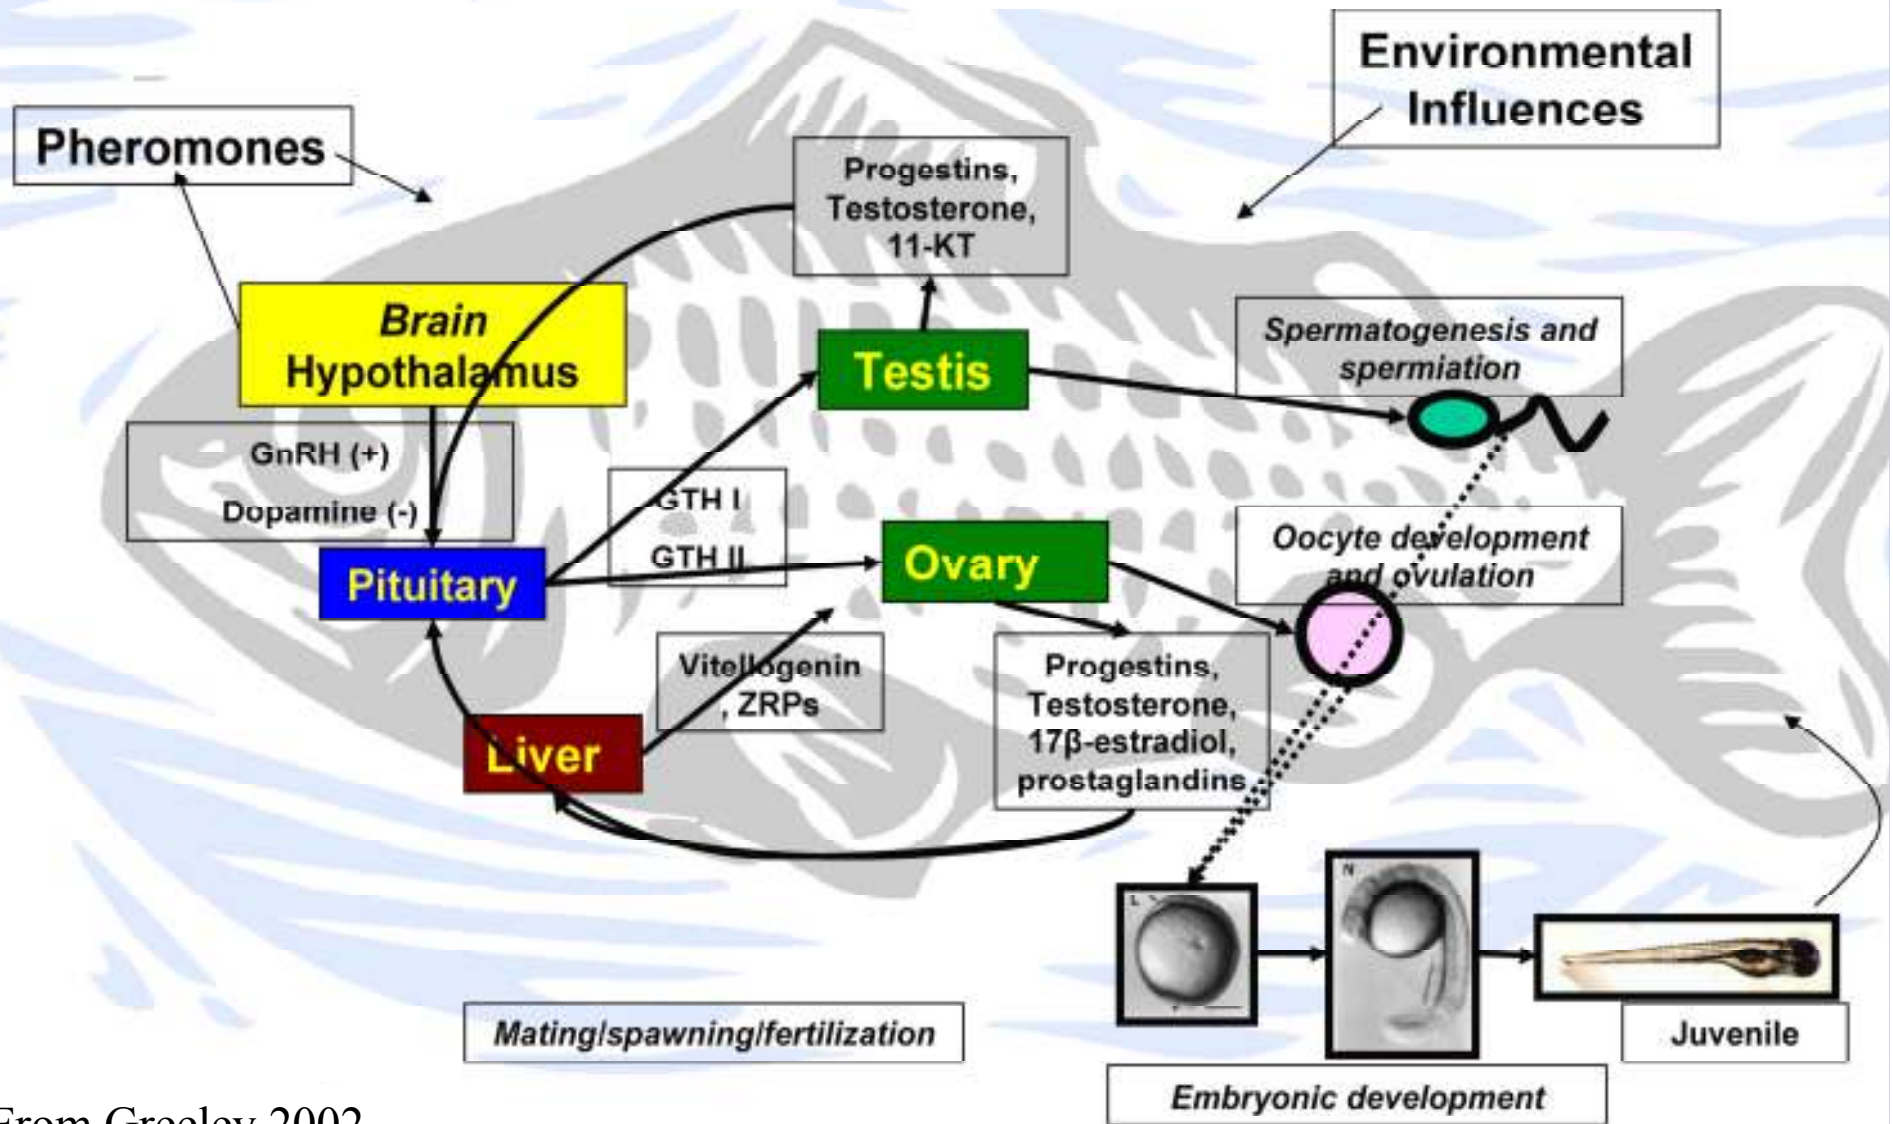 Environmental
Influences
Pheromones
Progestins,
Testosterone,
11-KT
Brain
Hypothalamus
Spermatogenesis and
spermiation
Testis
GnRH (+)
Dopamine (-)
GTH I
GTH II
Oocyte development
and ovulation
Ovary
Pituitary
Vitellogenin
, ZRPs
Progestins,
Testosterone,
17β-estradiol,
prostaglandins
Liver
N
L
Mating/spawning/fertilization
Juvenile
Embryonic development
From Greeley 2002